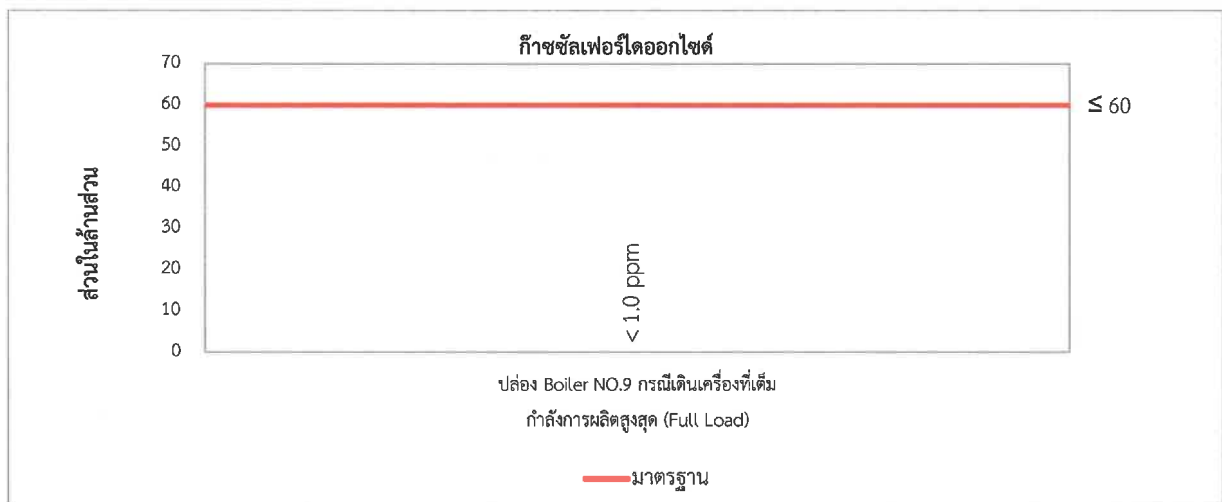 ก๊าซซัลเฟอร์ไดออกไซด์
ส่วนในล้านส่วน
70
60
50
40
30
20
10
0
≤ 60
< 1.0 ppm
ปล่อง Boiler NO.9 กรณีเดินเครื่องที่เต็ม
กำลังการผลิตสูงสุด (Full Load)
มาตรฐาน